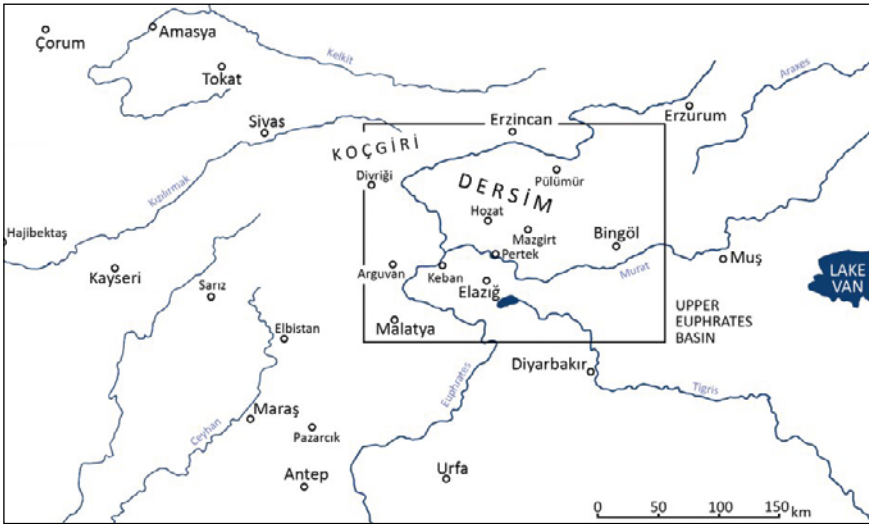 Çorum
Amasya
Kelkit
Tokat
Araxes
Sivas
Erzincan
Erzurum
KOÇGİRİ
Pülümür
Divriği
DERSİM
Kızılırmak
Hozat
Mazgirt
Hajibektaş
Bingöl
Pertek
Muş
Kayseri
Arguvan
Keban
Murat
LAKE
VAN
Sarız
Elazığ
UPPER
EUPHRATES
BASIN
Malatya
Elbistan
Diyarbakır
Euphrates
Tigris
Maraş
Pazarcık
Ceyhan
Antep
Urfa
0 50 100 150 km